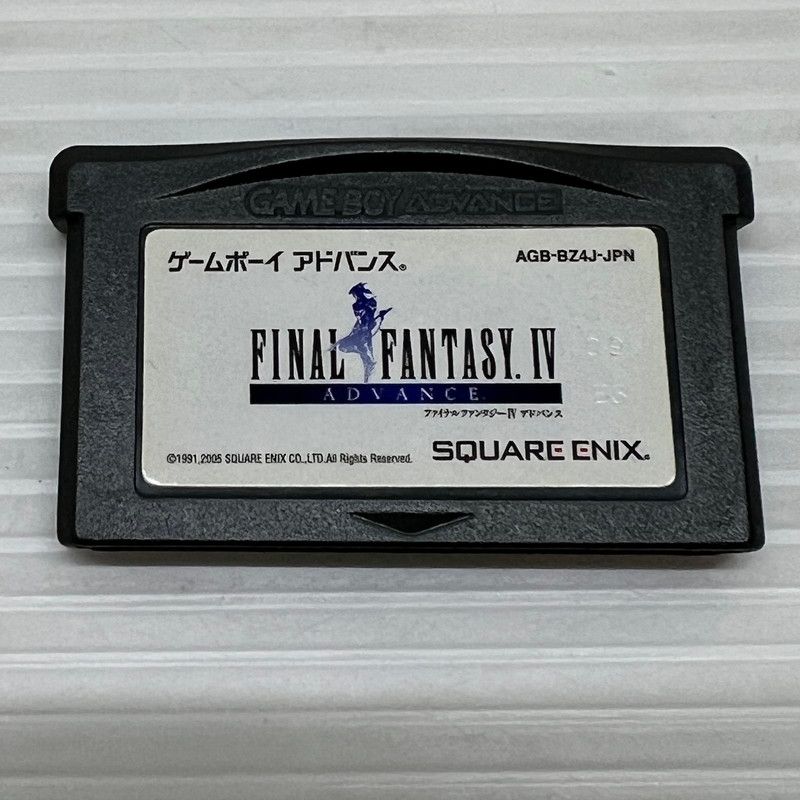 GAME BOY ADVANCE
ゲームボーイ アドバンス®
AGB-BZ4J-JPN
FINAL FANTASY. IV
ADVANCE
ファイナルファンタジーIV アドバンス
©1991,2005 SQUARE ENIX CO.,LTD.All Rights Reserved.
SQUARE ENIX®